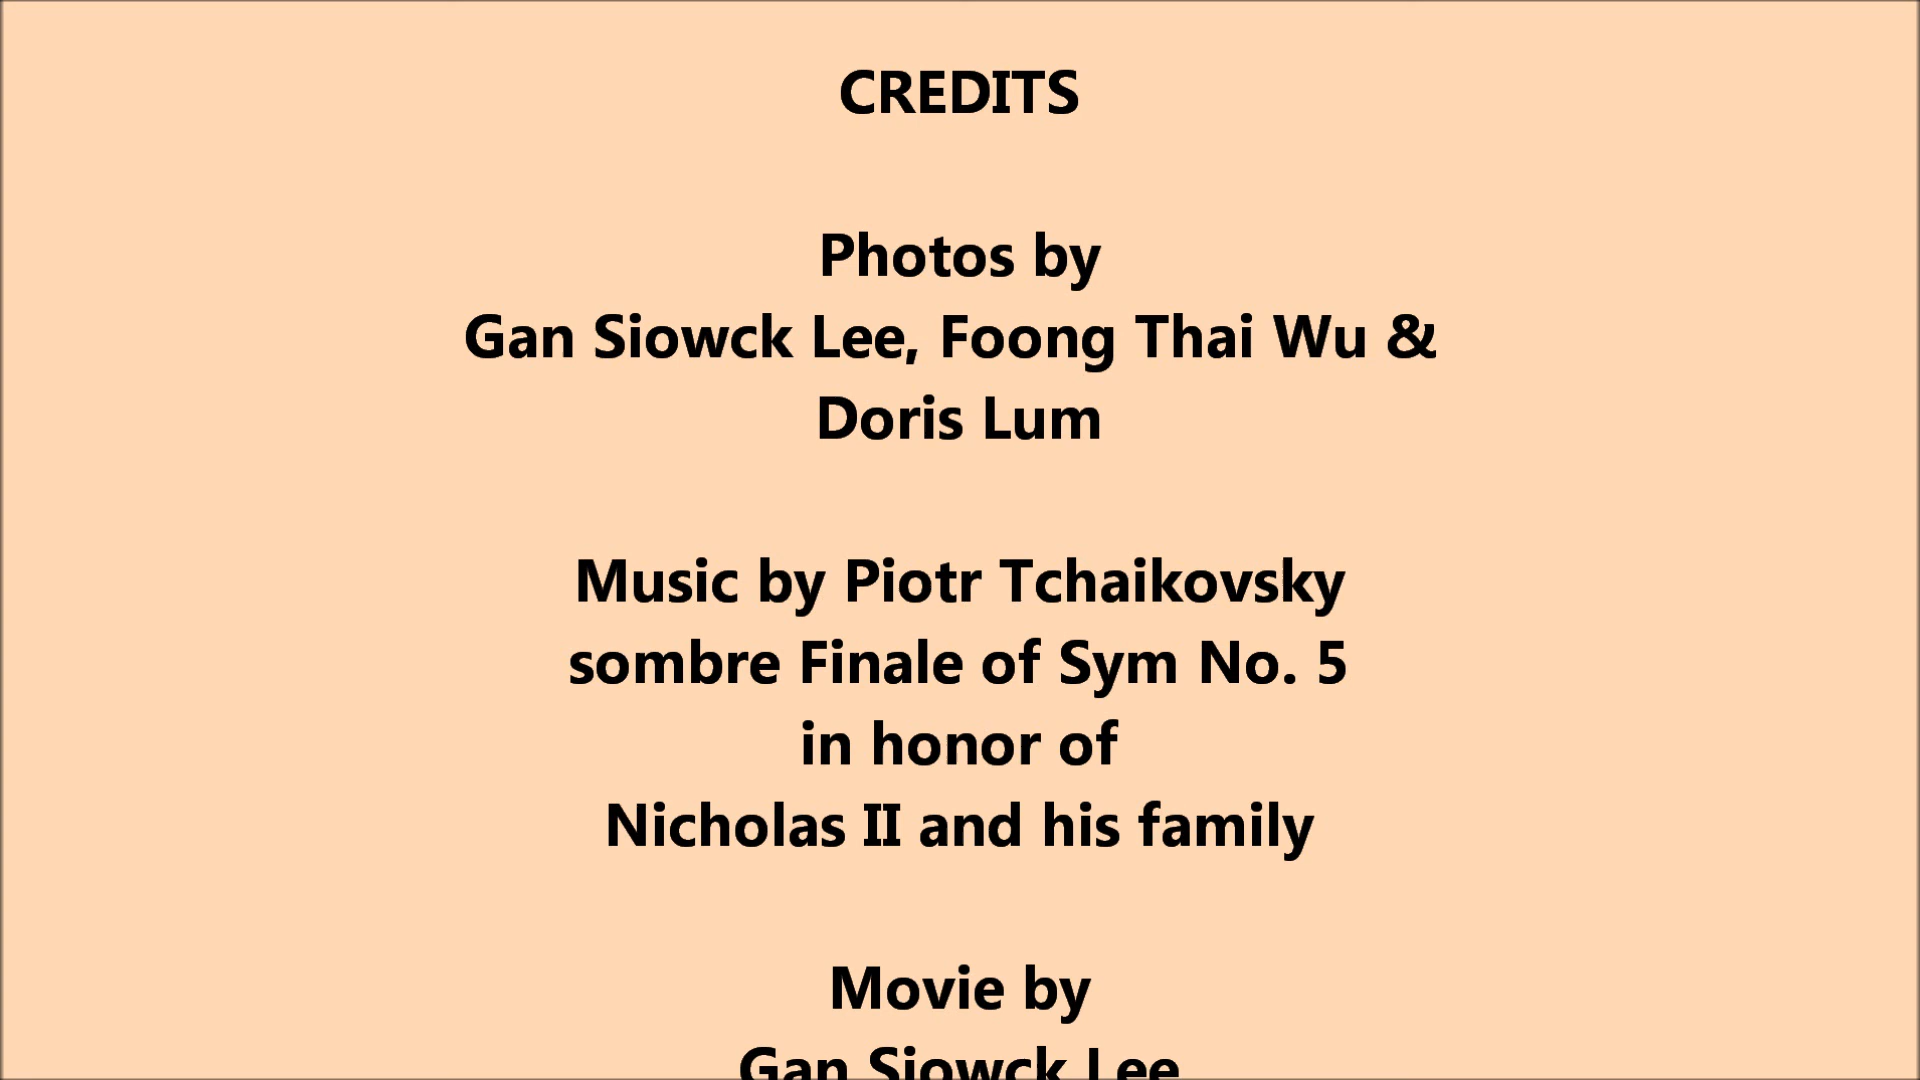 CREDITS
Photos by
Gan Siowck Lee, Foong Thai Wu &
Doris Lum
Music by Piotr Tchaikovsky
sombre Finale of Sym No. 5
in honor of
Nicholas II and his family
Movie by
Gan Siowck Lee